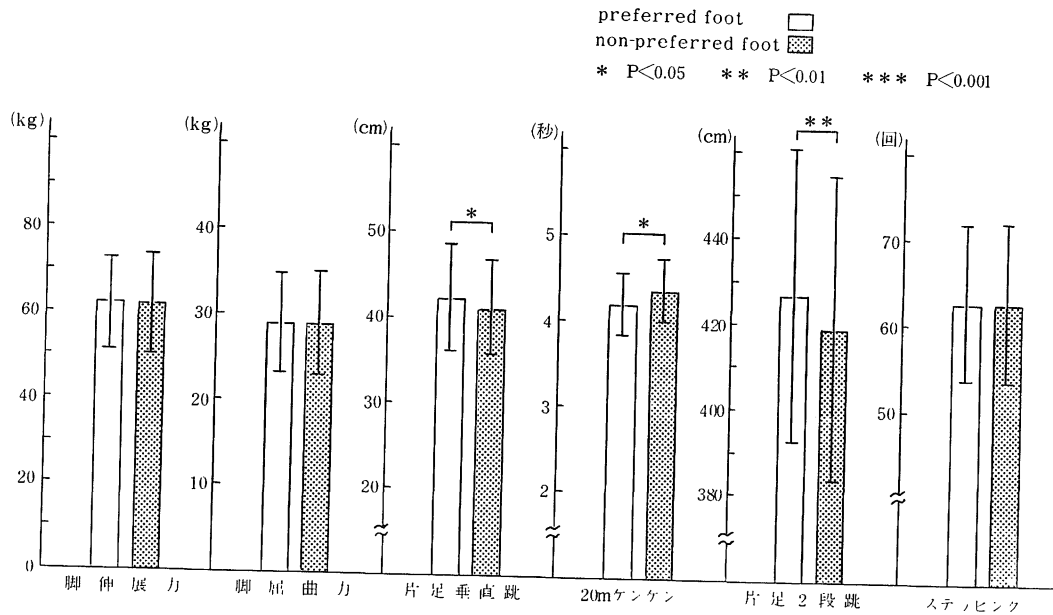 preferred foot
non-preferred foot
* P<0.05 ** P<0.01 *** P<0.001
(kg)
80
60
40
20
0
脚伸展力
(kg)
40
30
20
10
脚屈曲力
(cm)
50
40
30
20
*
片足垂直跳
(秒)
5
4
3
2
*
20mケンケン
(cm)
440
420
400
380
**
片足2段跳
(回)
70
60
50
ステッピング